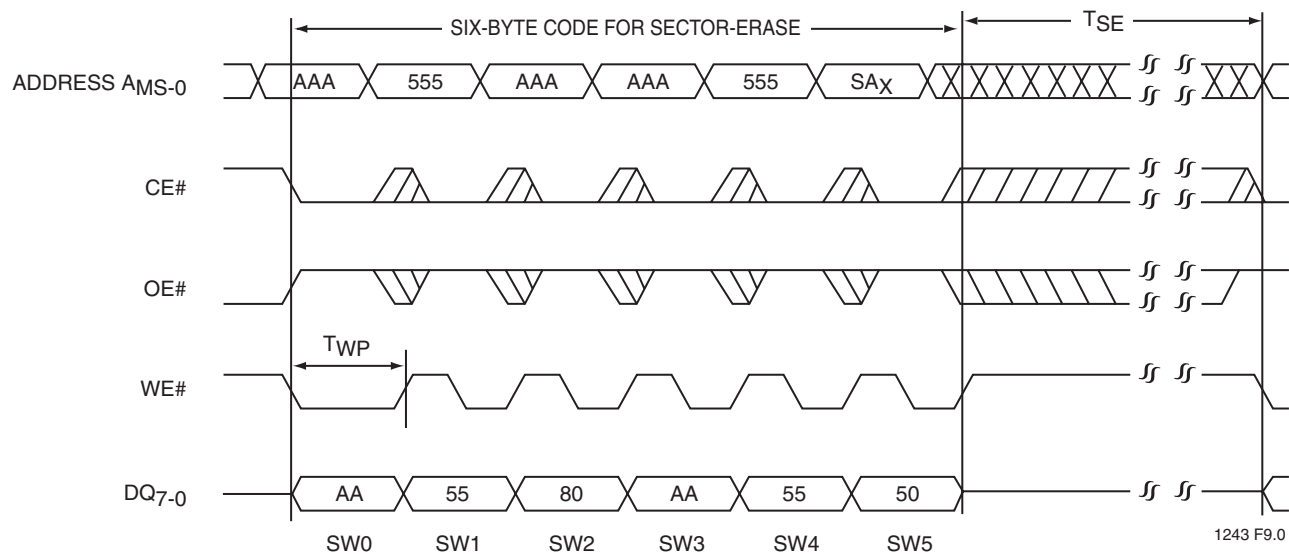 SIX-BYTE CODE FOR SECTOR-ERASE TSE
ADDRESS AMS-0 AAA 555 AAA AAA 555 SAX
CE#
OE#
TWP
WE#
DQ7-0 AA 55 80 AA 55 50
SW0 SW1 SW2 SW3 SW4 SW5 1243 F9.0